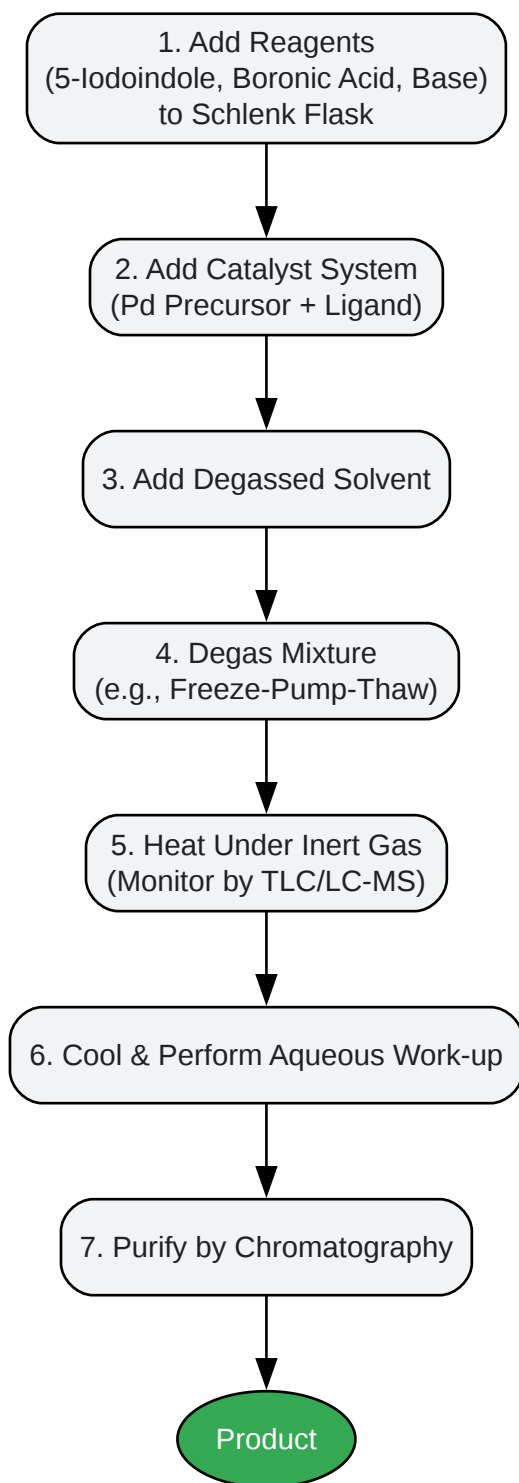 1. Add Reagents
(5-Iodoindole, Boronic Acid, Base)
to Schlenk Flask
2. Add Catalyst System
(Pd Precursor + Ligand)
3. Add Degassed Solvent
4. Degas Mixture
(e.g., Freeze-Pump-Thaw)
5. Heat Under Inert Gas
(Monitor by TLC/LC-MS)
6. Cool & Perform Aqueous Work-up
7. Purify by Chromatography
Product